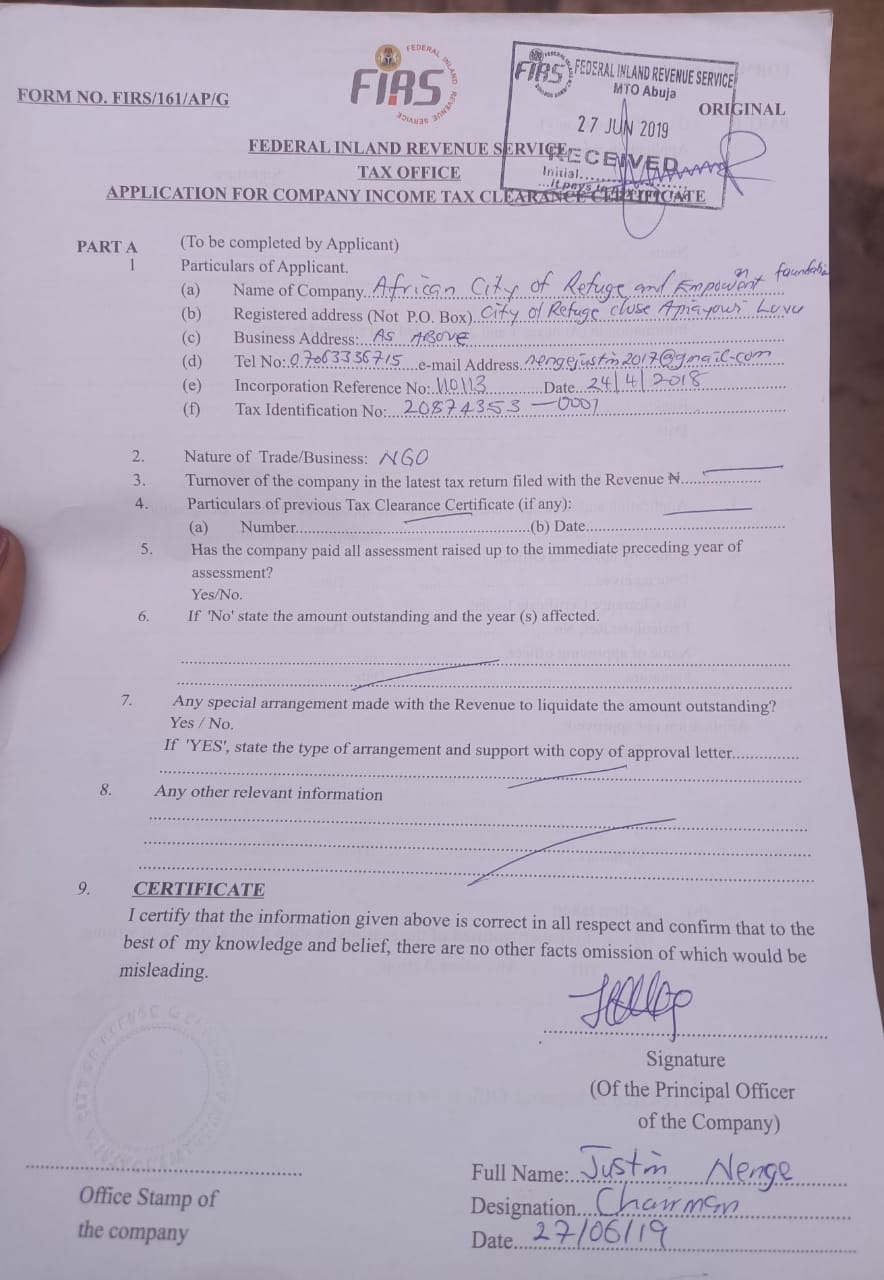 FEDERAL INLAND REVENUE SERVICE
FIRS
FORM NO. FIRS/161/AP/G
FIRS FEDERAL INLAND REVENUE SERVICE
MTO Abuja
ORIGINAL
27 JUN 2019
RECEIVED
Initial
It pays to
FEDERAL INLAND REVENUE SERVICE
TAX OFFICE
APPLICATION FOR COMPANY INCOME TAX CLEARANCE CERTIFICATE
PART A (To be completed by Applicant)
1 Particulars of Applicant.
(a) Name of Company African City of Refuge and foundatio
(b) Registered address (Not P.O. Box). City of Refuge close Luvu
(c) Business Address: AS ABOVE
(d) Tel No: 07063336715 e-mail Address nengejustin2017@gmail.com
(e) Incorporation Reference No: 110113 Date 24/4/2018
(f) Tax Identification No: 20874353-0001
2. Nature of Trade/Business: NGO
3. Turnover of the company in the latest tax return filed with the Revenue ₦
4. Particulars of previous Tax Clearance Certificate (if any):
(a) Number (b) Date
5. Has the company paid all assessment raised up to the immediate preceding year of
assessment?
Yes/No.
6. If 'No' state the amount outstanding and the year (s) affected.
7. Any special arrangement made with the Revenue to liquidate the amount outstanding?
Yes / No.
If 'YES', state the type of arrangement and support with copy of approval letter
8. Any other relevant information
9. CERTIFICATE
I certify that the information given above is correct in all respect and confirm that to the
best of my knowledge and belief, there are no other facts omission of which would be
misleading.
Signature
(Of the Principal Officer
of the Company)
Office Stamp of
the company
Full Name: Justin Nenge
Designation Chairman
Date 27/06/19